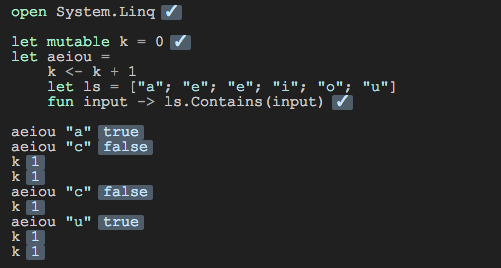 open System.Linq ✓
let mutable k = 0 ✓
let aeiou =
    k <- k + 1
    let ls = ["a"; "e"; "e"; "i"; "o"; "u"]
    fun input -> ls.Contains(input) ✓
aeiou "a" true
aeiou "c" false
k 1
k 1
aeiou "c" false
k 1
aeiou "u" true
k 1
k 1